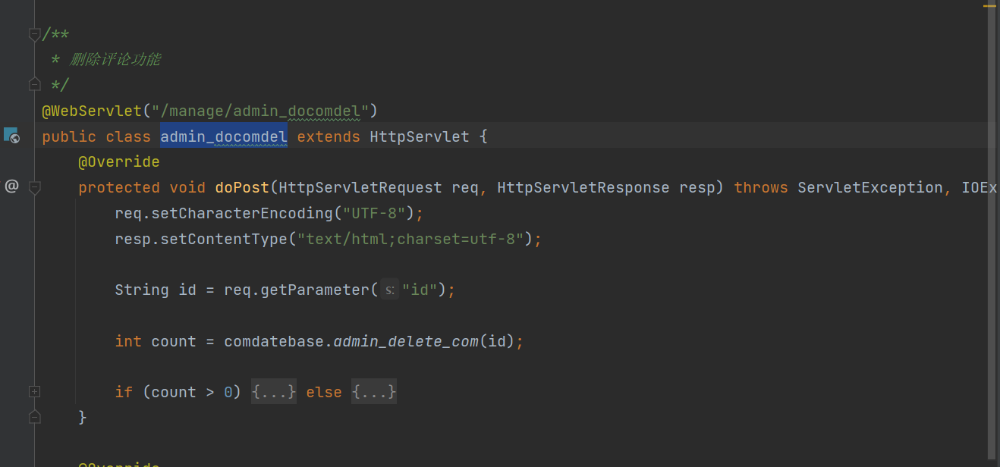 /**
* 删除评论功能
*/
@WebServlet("/manage/admin_docomdel")
public class admin_docomdel extends HttpServlet {
@Override
protected void doPost(HttpServletRequest req, HttpServletResponse resp) throws ServletException, IOEx
req.setCharacterEncoding("UTF-8");
resp.setContentType("text/html;charset=utf-8");
String id = req.getParameter( s: "id");
int count = comdatebase.admin_delete_com(id);
if (count > 0) {...} else {...}
}
@Override